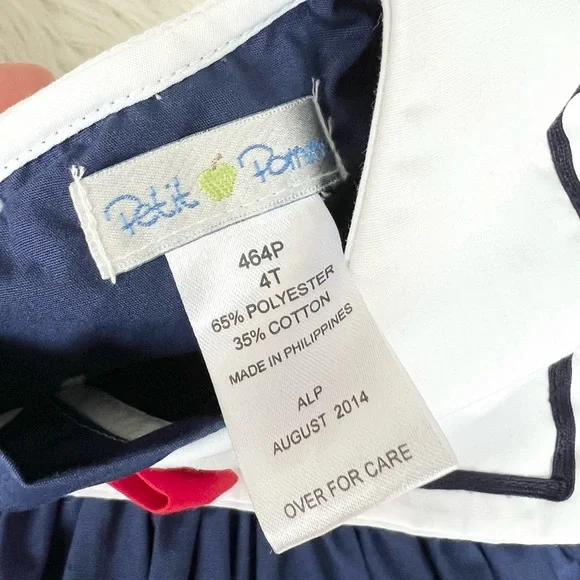 Petit Pomme
464P
4T
65% POLYESTER
35% COTTON
MADE IN PHILIPPINES
ALP
AUGUST 2014
OVER FOR CARE